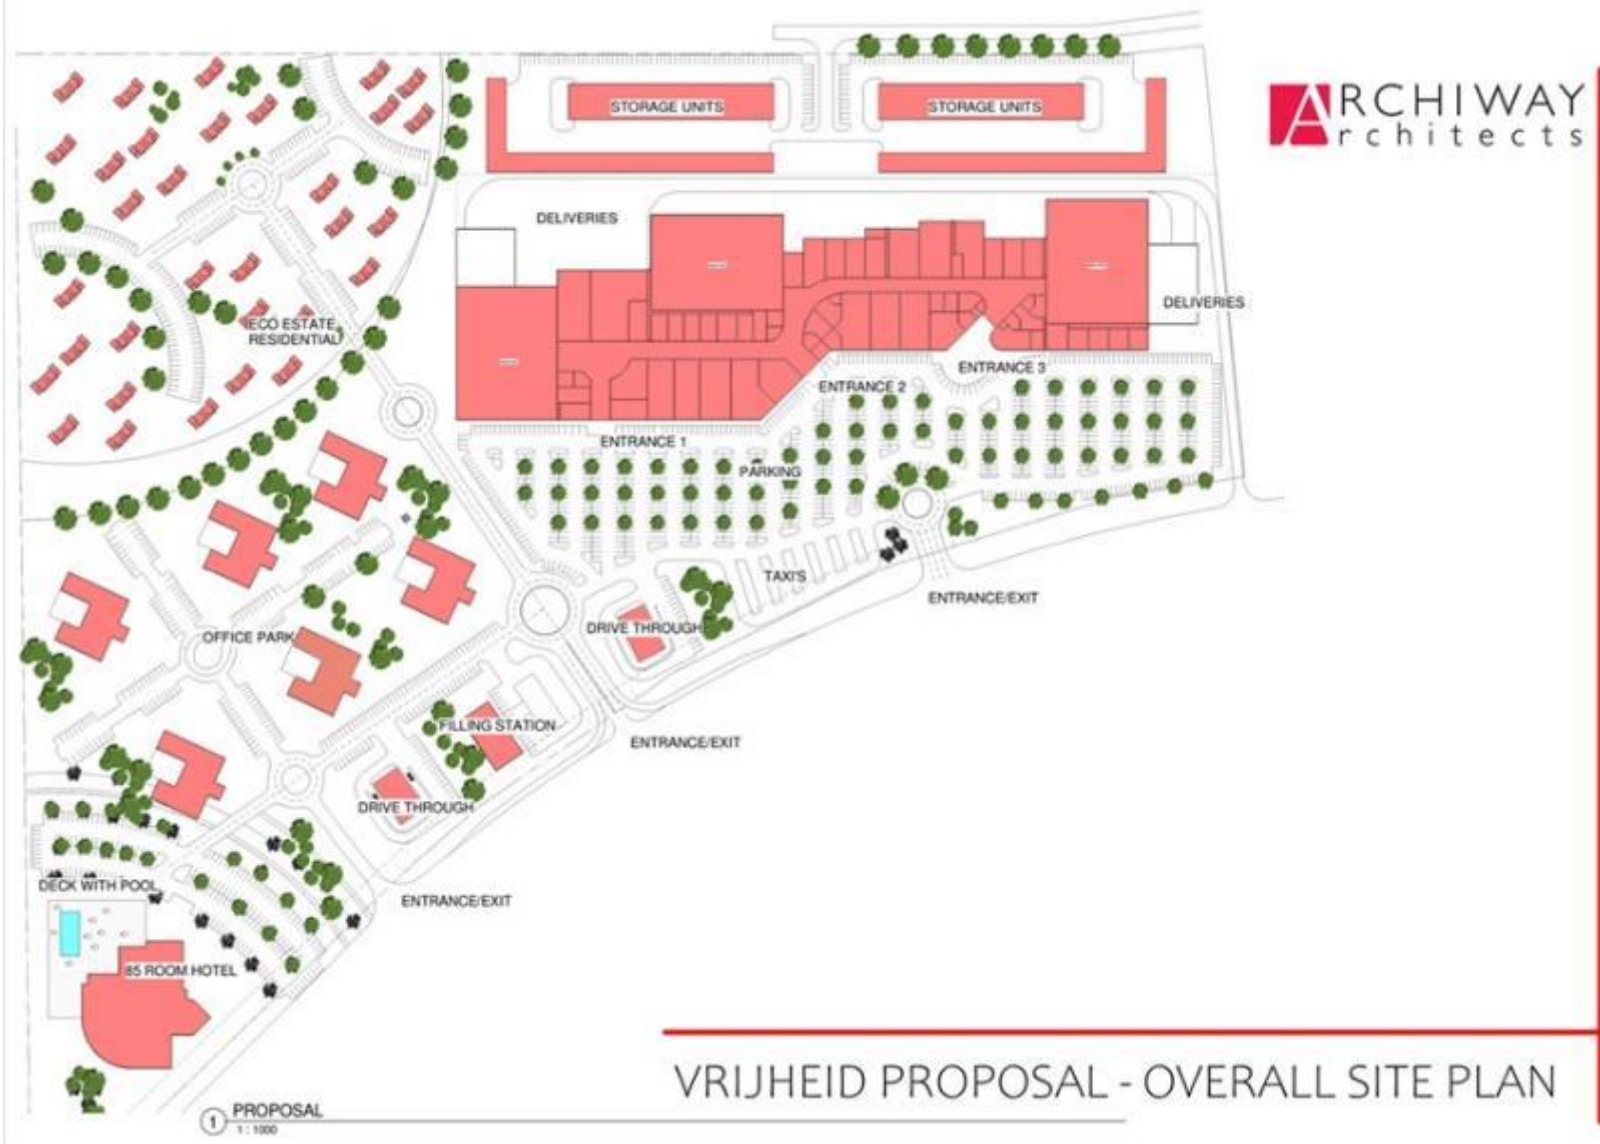 ARCHIWAY
Architects
STORAGE UNITS
STORAGE UNITS
DELIVERIES
DELIVERIES
IECO ESTATE
RESIDENTIAL
ENTRANCE 3
ENTRANCE 2
ENTRANCE 1
PARKING
TAXI'S
ENTRANCE/EXIT
DRIVE THROUGH
OFFICE PARK
FILLING STATION
ENTRANCE/EXIT
DRIVE THROUGH
DECK WITH POOL
ENTRANCE/EXIT
85 ROOM HOTEL
VRIJHEID PROPOSAL - OVERALL SITE PLAN
1 PROPOSAL
1 : 1000